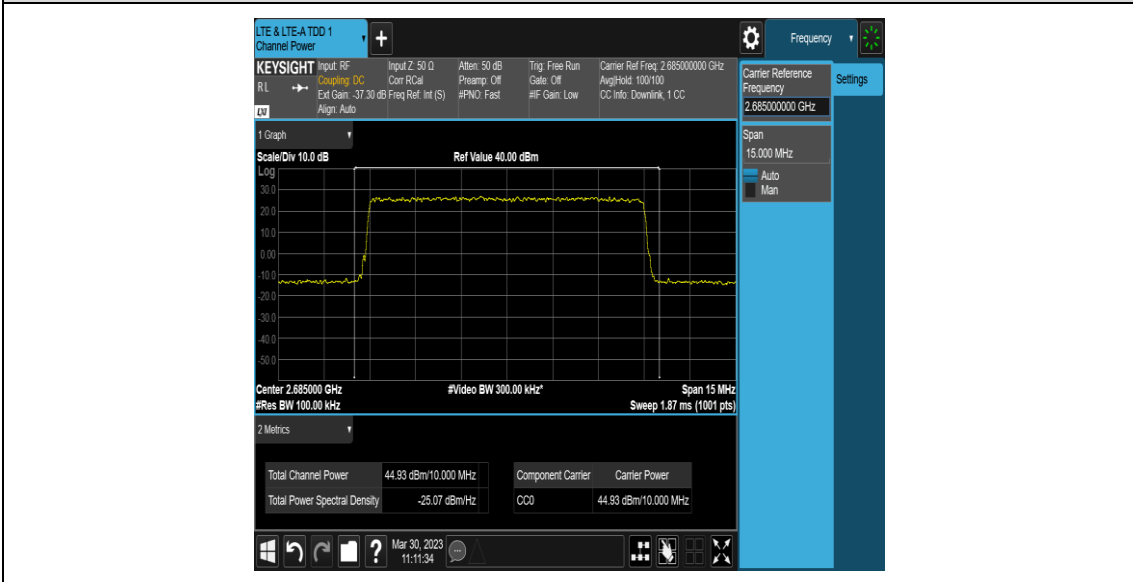 LTE & LTE-A TDD 1
Channel Power
+
Frequency
KEYSIGHT
RL
LXI
Input: RF
Coupling: DC
Ext Gain: -37.30 dB
Align: Auto
Input Z: 50 Ω
Corr RCal
Freq Ref: Int (S)
Atten: 50 dB
Preamp: Off
#PNO: Fast
Trig: Free Run
Gate: Off
#IF Gain: Low
Carrier Ref Freq: 2.685000000 GHz
Avg|Hold: 100/100
CC Info: Downlink, 1 CC
Carrier Reference
Frequency
2.685000000 GHz
Settings
Span
15.000 MHz
Auto
Man
1 Graph
Scale/Div 10.0 dB
Ref Value 40.00 dBm
Log
30.0
20.0
10.0
0.00
-10.0
-20.0
-30.0
-40.0
-50.0
Center 2.685000 GHz
#Video BW 300.00 kHz*
Span 15 MHz
#Res BW 100.00 kHz
Sweep 1.87 ms (1001 pts)
2 Metrics
Total Channel Power 44.93 dBm/10.000 MHz
Total Power Spectral Density -25.07 dBm/Hz
Component Carrier Carrier Power
CC0 44.93 dBm/10.000 MHz
?
Mar 30, 2023
11:11:34